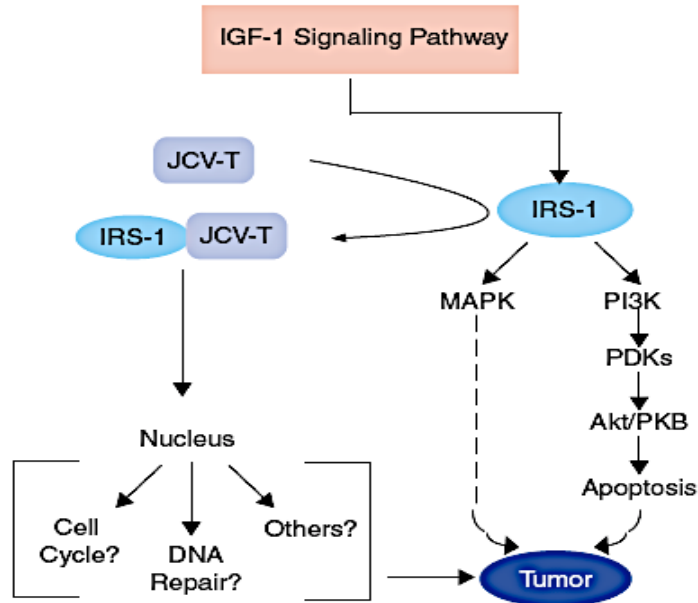 IGF-1 Signaling Pathway
JCV-T
IRS-1
IRS-1
JCV-T
MAPK
PI3K
PDKs
Akt/PKB
Apoptosis
Nucleus
Cell
Cycle?
DNA
Repair?
Others?
Tumor